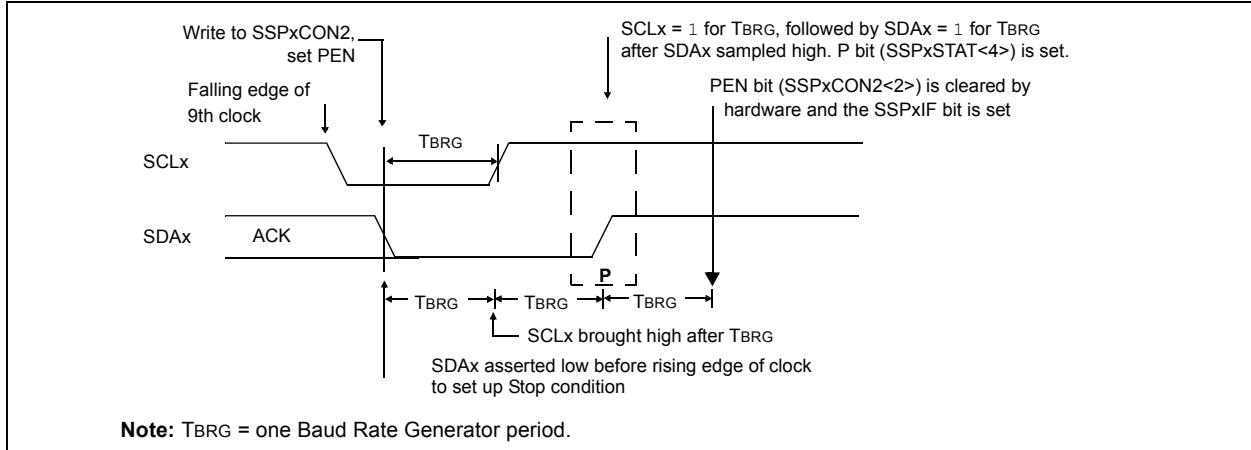 Write to SSPxCON2,
set PEN
SCLx = 1 for TBRG, followed by SDAx = 1 for TBRG
after SDAx sampled high. P bit (SSPxSTAT<4>) is set.
Falling edge of
9th clock
PEN bit (SSPxCON2<2>) is cleared by
hardware and the SSPxIF bit is set
TBRG
SCLx
SDAx
ACK
P
TBRG
TBRG
TBRG
SCLx brought high after TBRG
SDAx asserted low before rising edge of clock
to set up Stop condition
Note: TBRG = one Baud Rate Generator period.